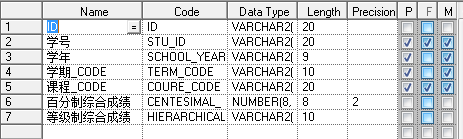 Name Code Data Type Length Precision P F M
1 ID = ID VARCHAR2( 20
2 学号 STU_ID VARCHAR2( 20
3 学年 SCHOOL_YEAR VARCHAR2( 9
4 学期_CODE TERM_CODE VARCHAR2( 10
5 课程_CODE COURE_CODE VARCHAR2( 20
6 百分制综合成绩 CENTESIMAL_ NUMBER(8, 8 2
7 等级制综合成绩 HIERARCHICAL VARCHAR2( 10